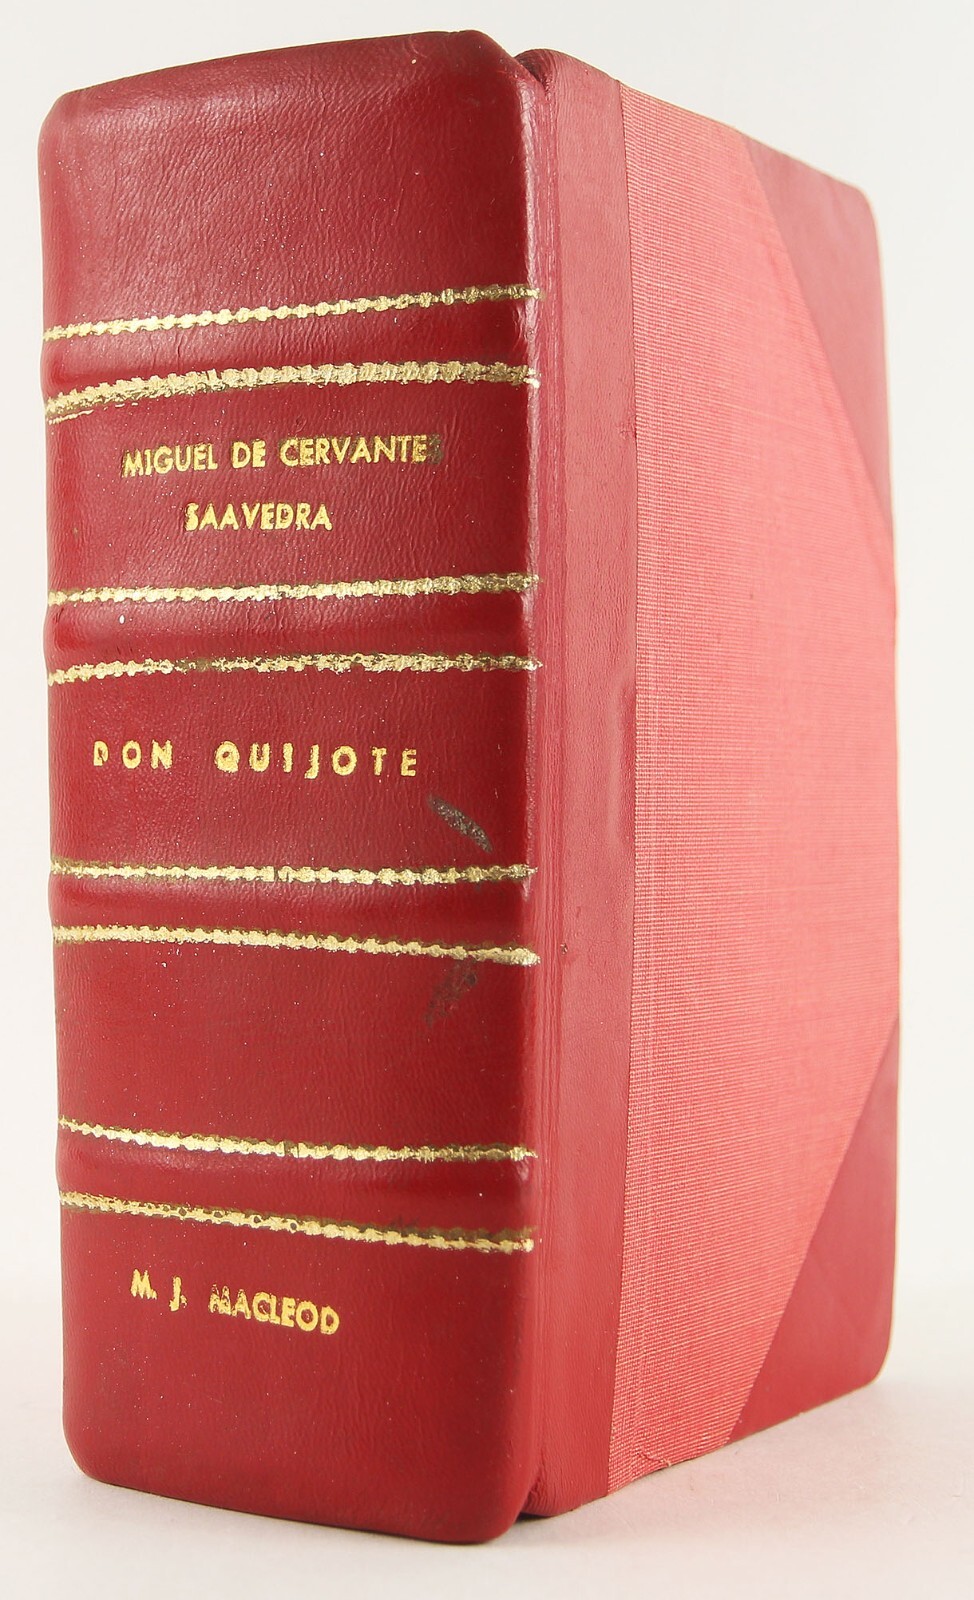 MIGUEL DE CERVANTES
SAAVEDRA
DON QUIJOTE
M. J. MACLEOD